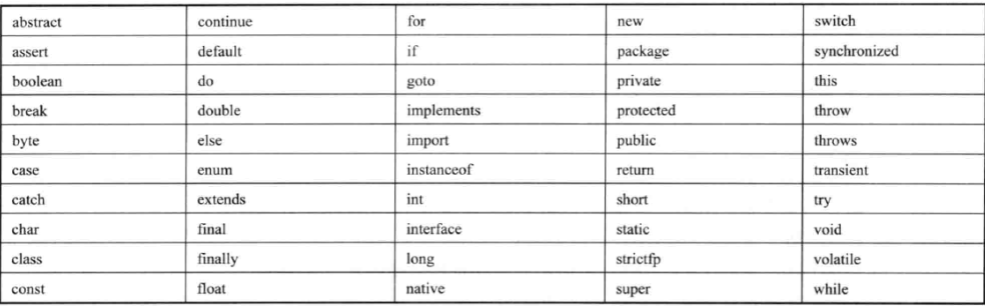 abstract continue for new switch
assert default if package synchronized
boolean do goto private this
break double implements protected throw
byte else import public throws
case enum instanceof return transient
catch extends int short try
char final interface static void
class finally long strictfp volatile
const float native super while